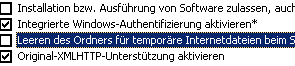 Installation bzw. Ausführung von Software zulassen, auch
Integrierte Windows-Authentifizierung aktivieren*
Leeren des Ordners für temporäre Internetdateien beim S
Original-XMLHTTP-Unterstützung aktivieren